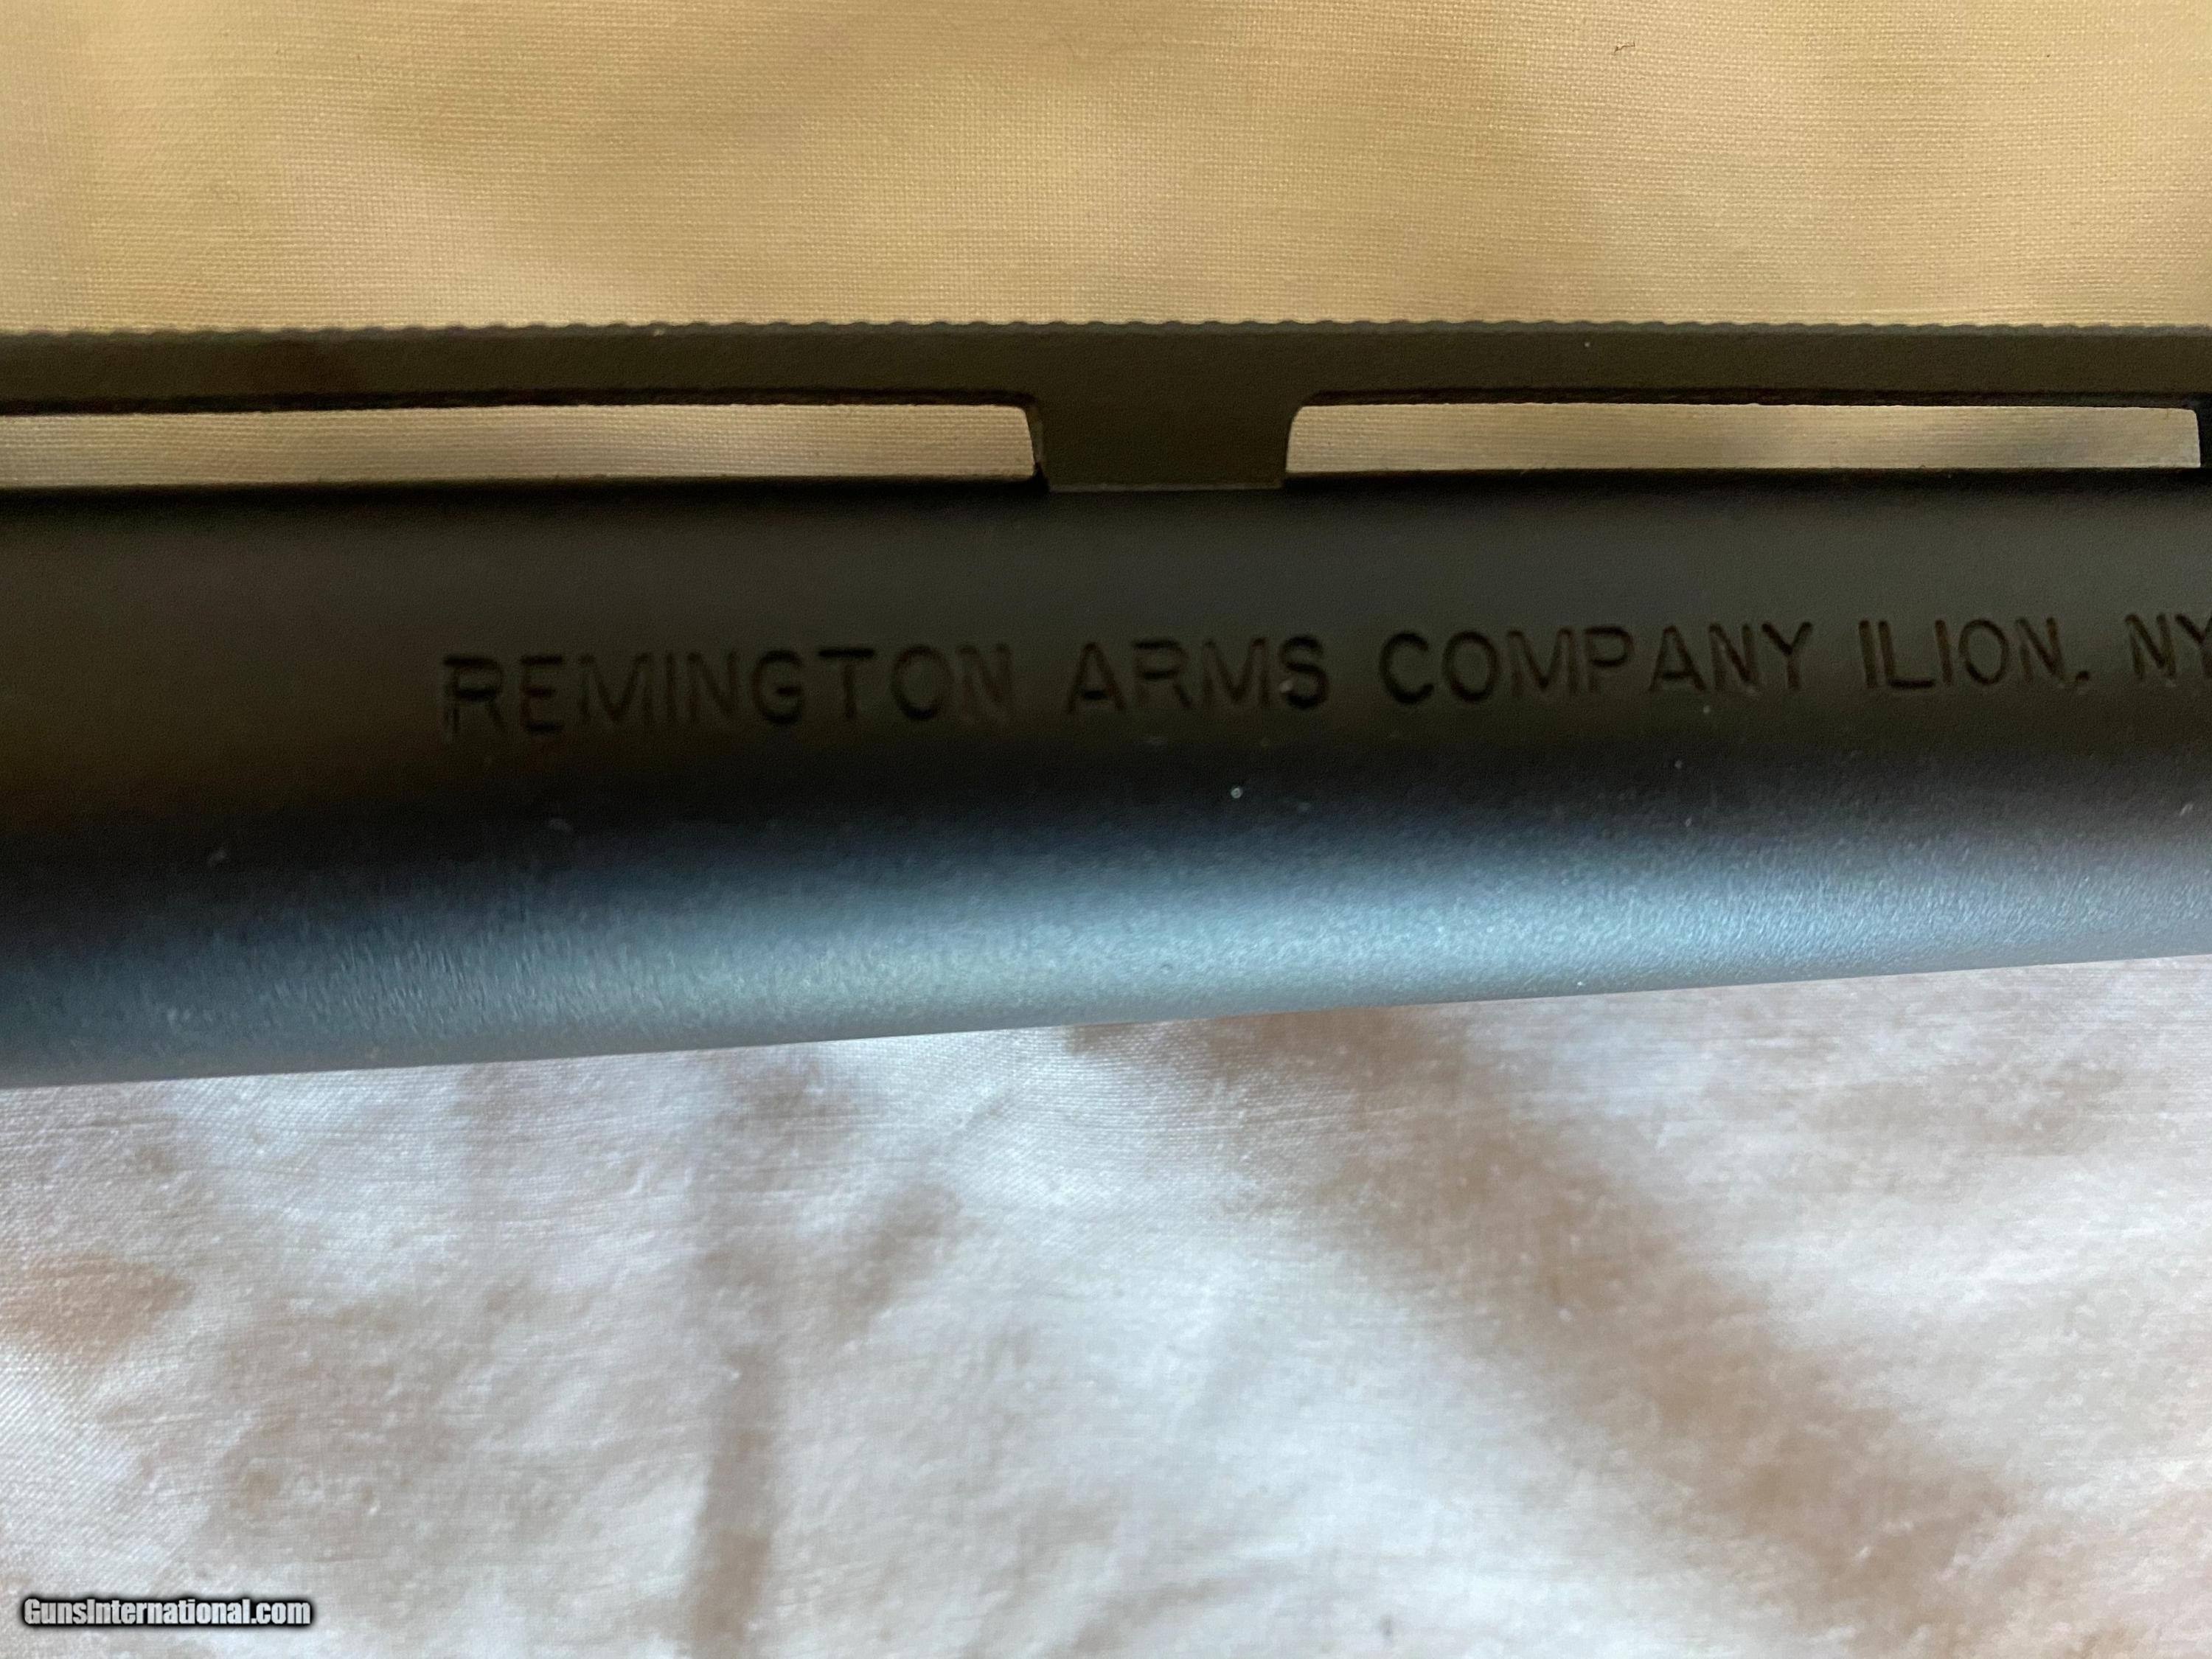 REMINGTON ARMS COMPANY ILION, NY
GunsInternational.com